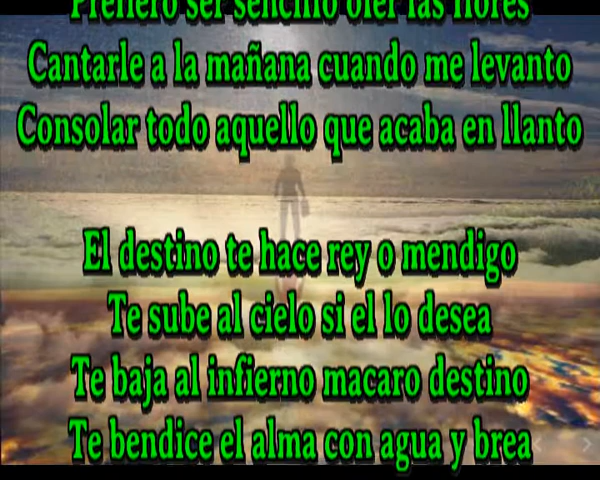 Prefiero ser sencillo oler las flores
Cantarle a la mañana cuando me levanto
Consolar todo aquello que acaba en llanto
El destino te hace rey o mendigo
Te sube al cielo si el lo desea
Te baja al infierno macaro destino
Te bendice el alma con agua y brea